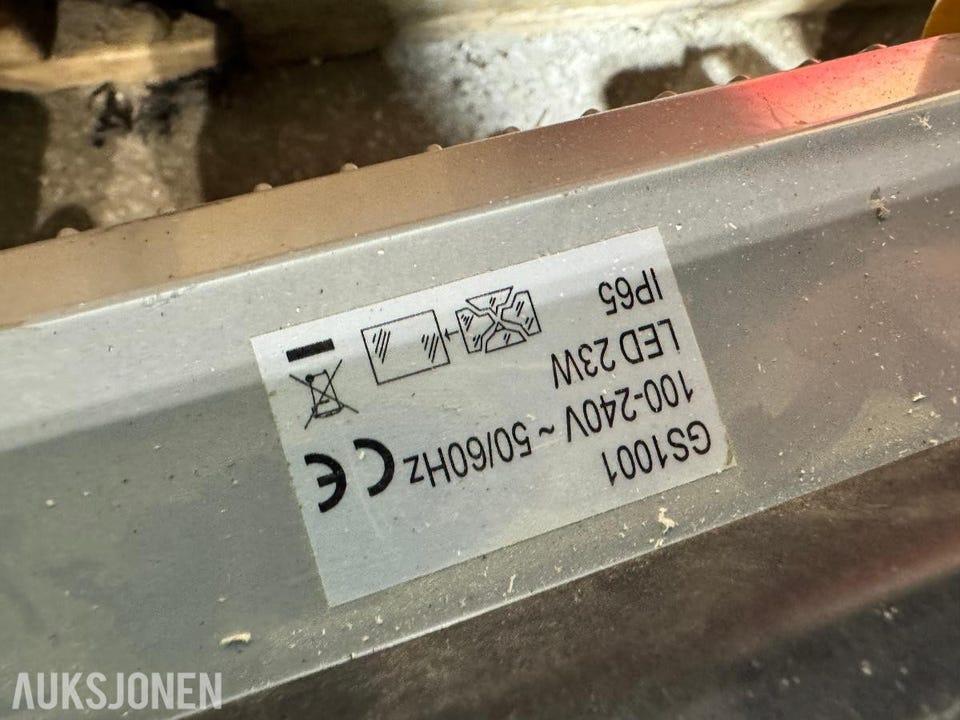 GS1001
100-240V ~ 50/60Hz
LED 23W
IP65
CE
AUKSJONEN